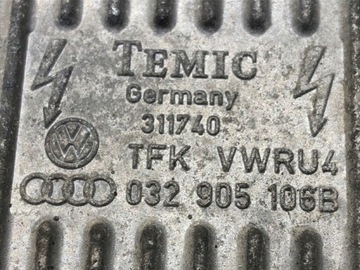 TEMIC
Germany
311740
TFK VWRU4
032 905 106B